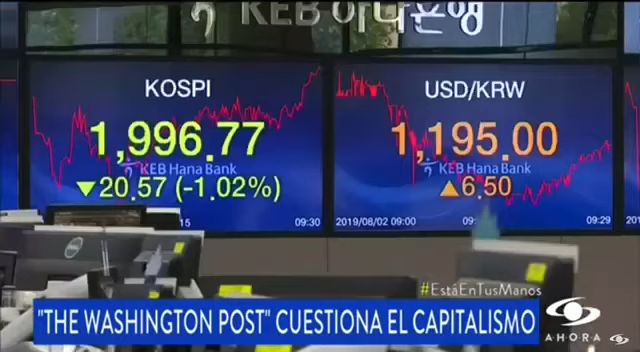 KEB 하나은행
KOSPI
1,996.77
KEB Hana Bank
▼20.57 (-1.02%)
15
09:30
USD/KRW
1,195.00
KEB Hana Bank
▲6.50
2019/08/02 09:00
09:
09:29
#EstáEnTusManos
"THE WASHINGTON POST" CUESTIONA EL CAPITALISMO
AHORA